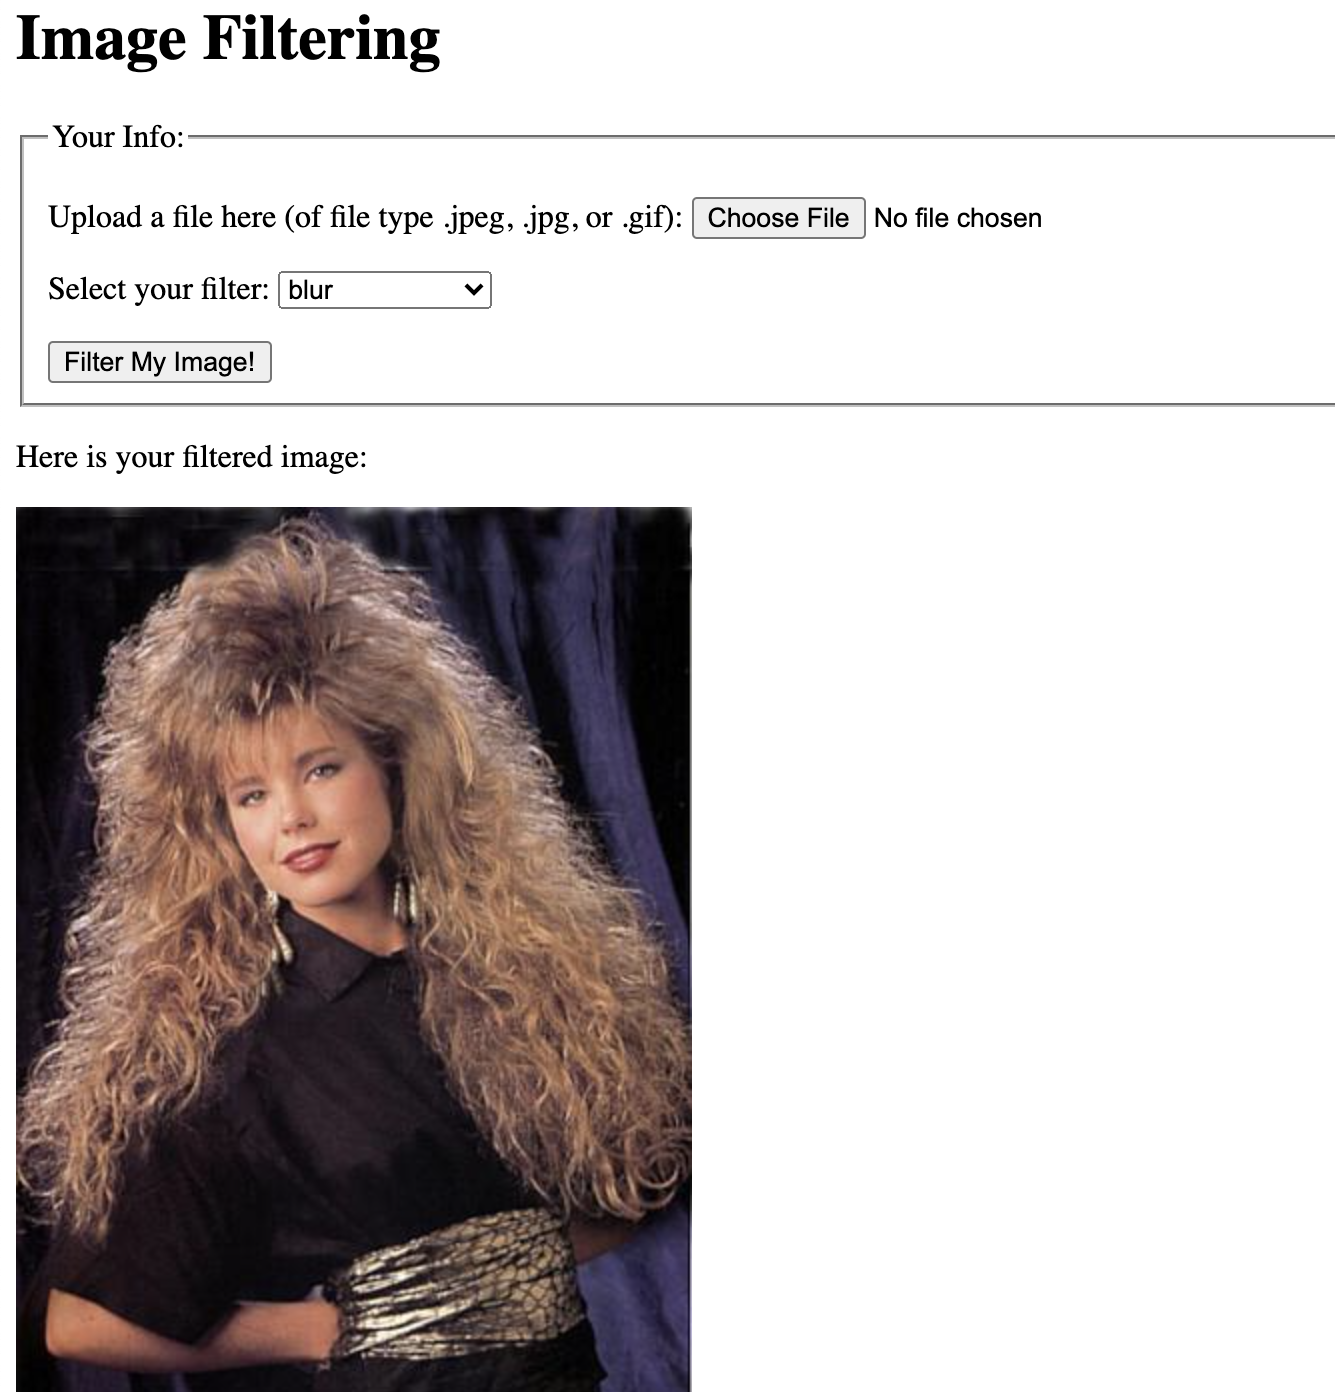 Image Filtering
Your Info:
Upload a file here (of file type .jpeg, .jpg, or .gif): Choose File No file chosen
Select your filter: blur
Filter My Image!
Here is your filtered image: